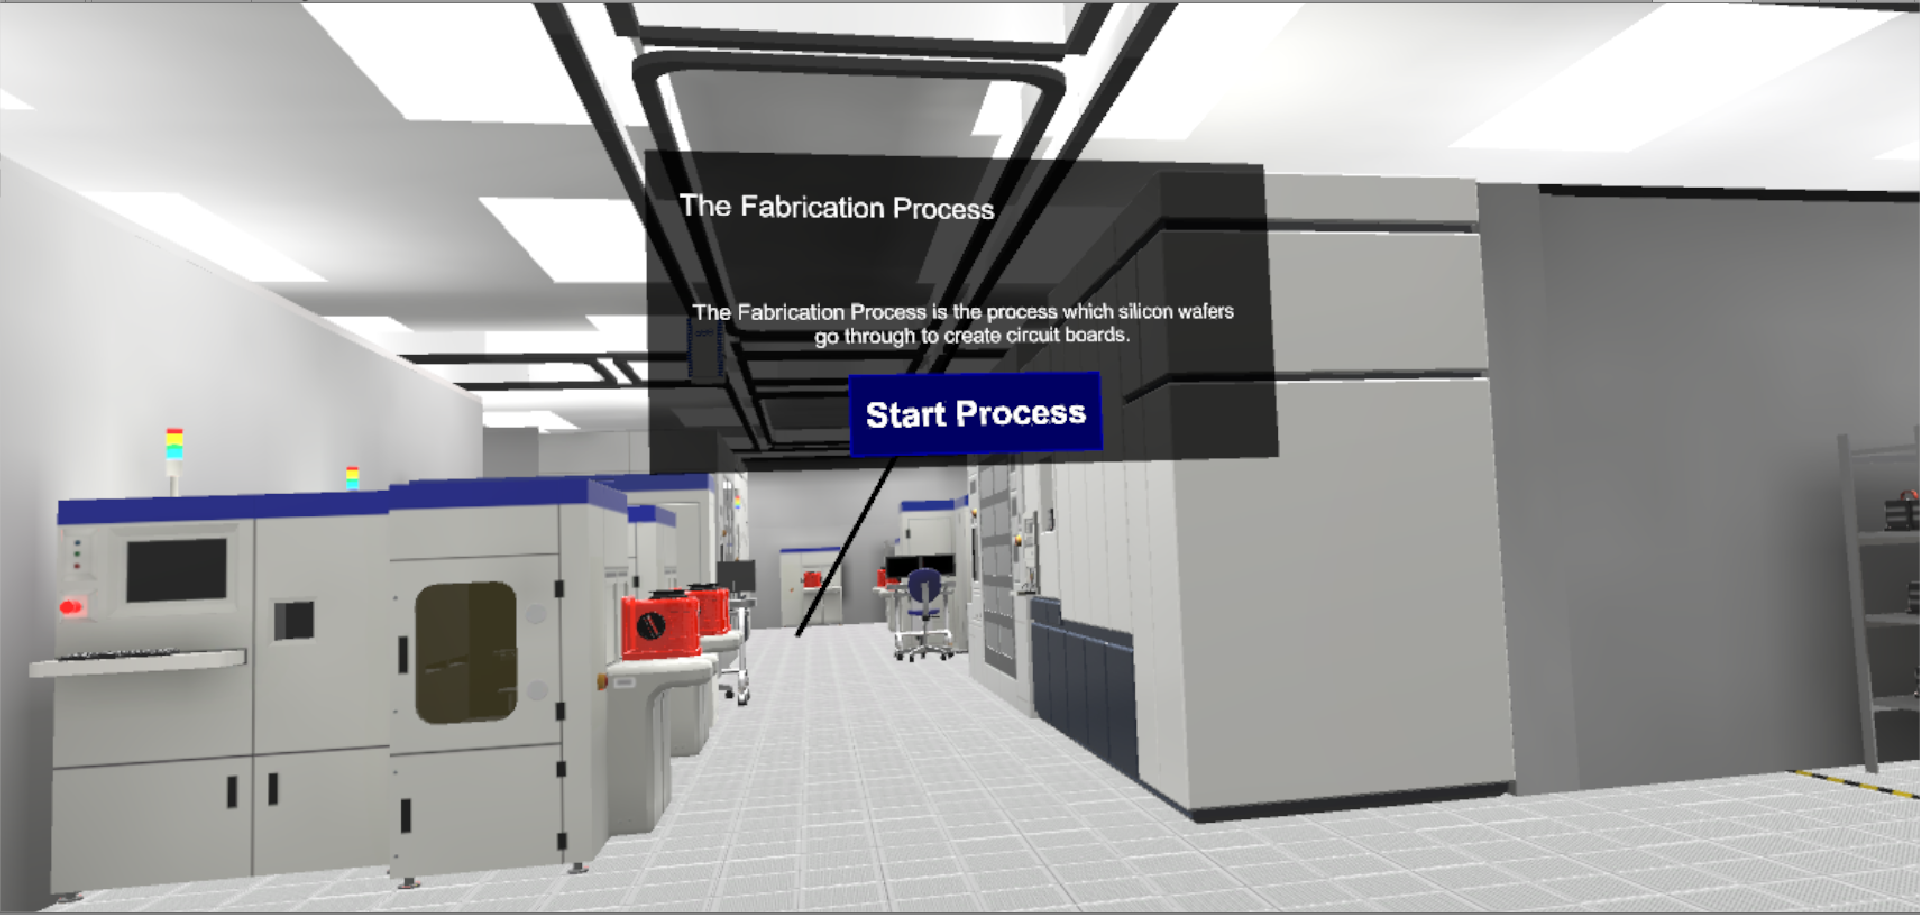 The Fabrication Process
The Fabrication Process is the process which silicon wafers
go through to create circuit boards.
Start Process